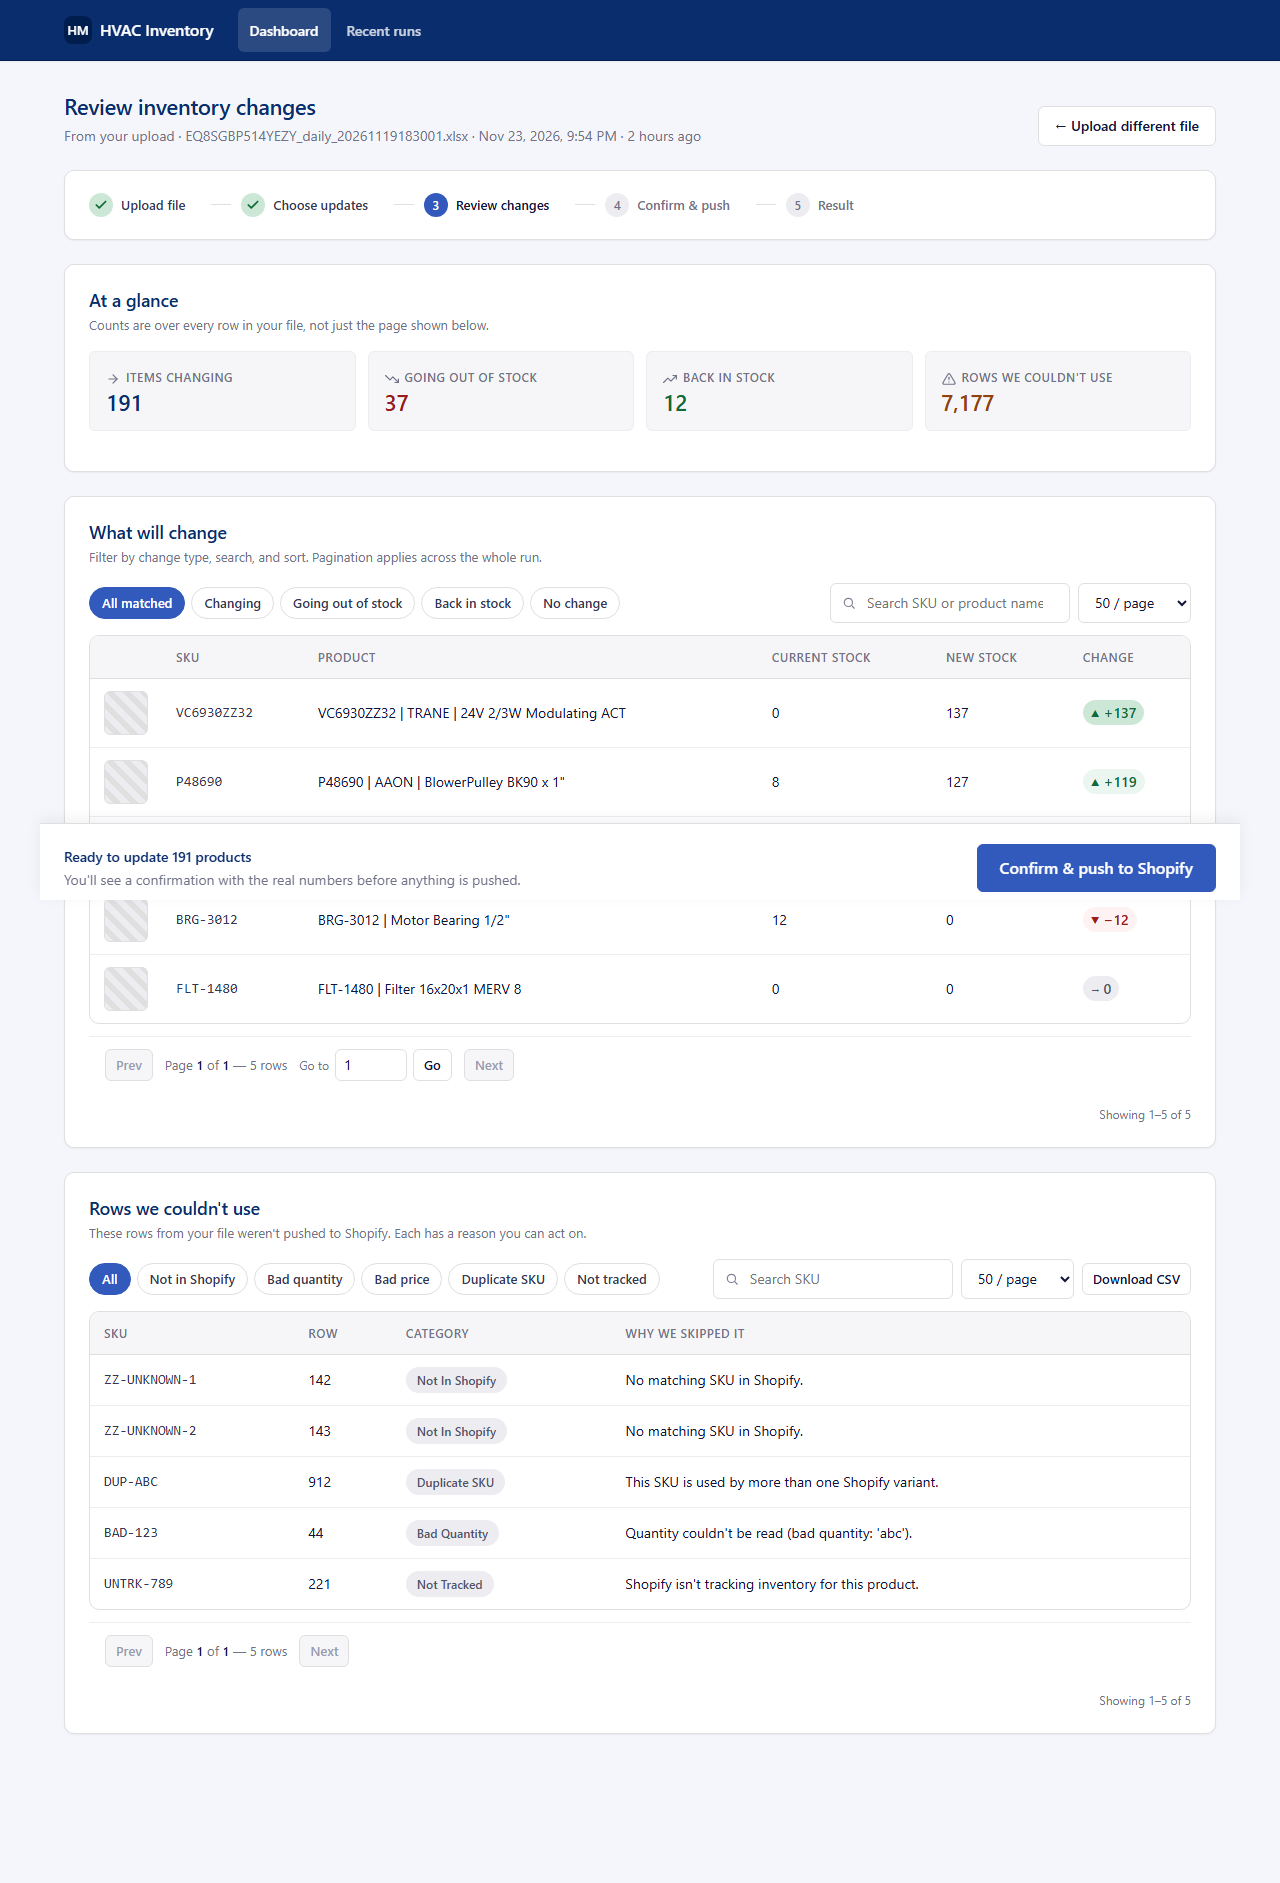 HM HVAC Inventory Dashboard Recent runs
Review inventory changes
From your upload · EQ8SGBP514YEZY_daily_20261119183001.xlsx · Nov 23, 2026, 9:54 PM · 2 hours ago
← Upload different file
Upload file Choose updates 3 Review changes 4 Confirm & push 5 Result
At a glance
Counts are over every row in your file, not just the page shown below.
→ ITEMS CHANGING
191
GOING OUT OF STOCK
37
BACK IN STOCK
12
ROWS WE COULDN'T USE
7,177
What will change
Filter by change type, search, and sort. Pagination applies across the whole run.
All matched Changing Going out of stock Back in stock No change Search SKU or product name 50 / page
SKU PRODUCT CURRENT STOCK NEW STOCK CHANGE
VC6930ZZ32 VC6930ZZ32 | TRANE | 24V 2/3W Modulating ACT 0 137 ▲ +137
P48690 P48690 | AAON | BlowerPulley BK90 x 1" 8 127 ▲ +119
Ready to update 191 products
You'll see a confirmation with the real numbers before anything is pushed.
Confirm & push to Shopify
BRG-3012 BRG-3012 | Motor Bearing 1/2" 12 0 ▼ −12
FLT-1480 FLT-1480 | Filter 16x20x1 MERV 8 0 0 → 0
Prev Page 1 of 1 — 5 rows Go to 1 Go Next
Showing 1–5 of 5
Rows we couldn't use
These rows from your file weren't pushed to Shopify. Each has a reason you can act on.
All Not in Shopify Bad quantity Bad price Duplicate SKU Not tracked Search SKU 50 / page Download CSV
SKU ROW CATEGORY WHY WE SKIPPED IT
ZZ-UNKNOWN-1 142 Not In Shopify No matching SKU in Shopify.
ZZ-UNKNOWN-2 143 Not In Shopify No matching SKU in Shopify.
DUP-ABC 912 Duplicate SKU This SKU is used by more than one Shopify variant.
BAD-123 44 Bad Quantity Quantity couldn't be read (bad quantity: 'abc').
UNTRK-789 221 Not Tracked Shopify isn't tracking inventory for this product.
Prev Page 1 of 1 — 5 rows Next
Showing 1–5 of 5